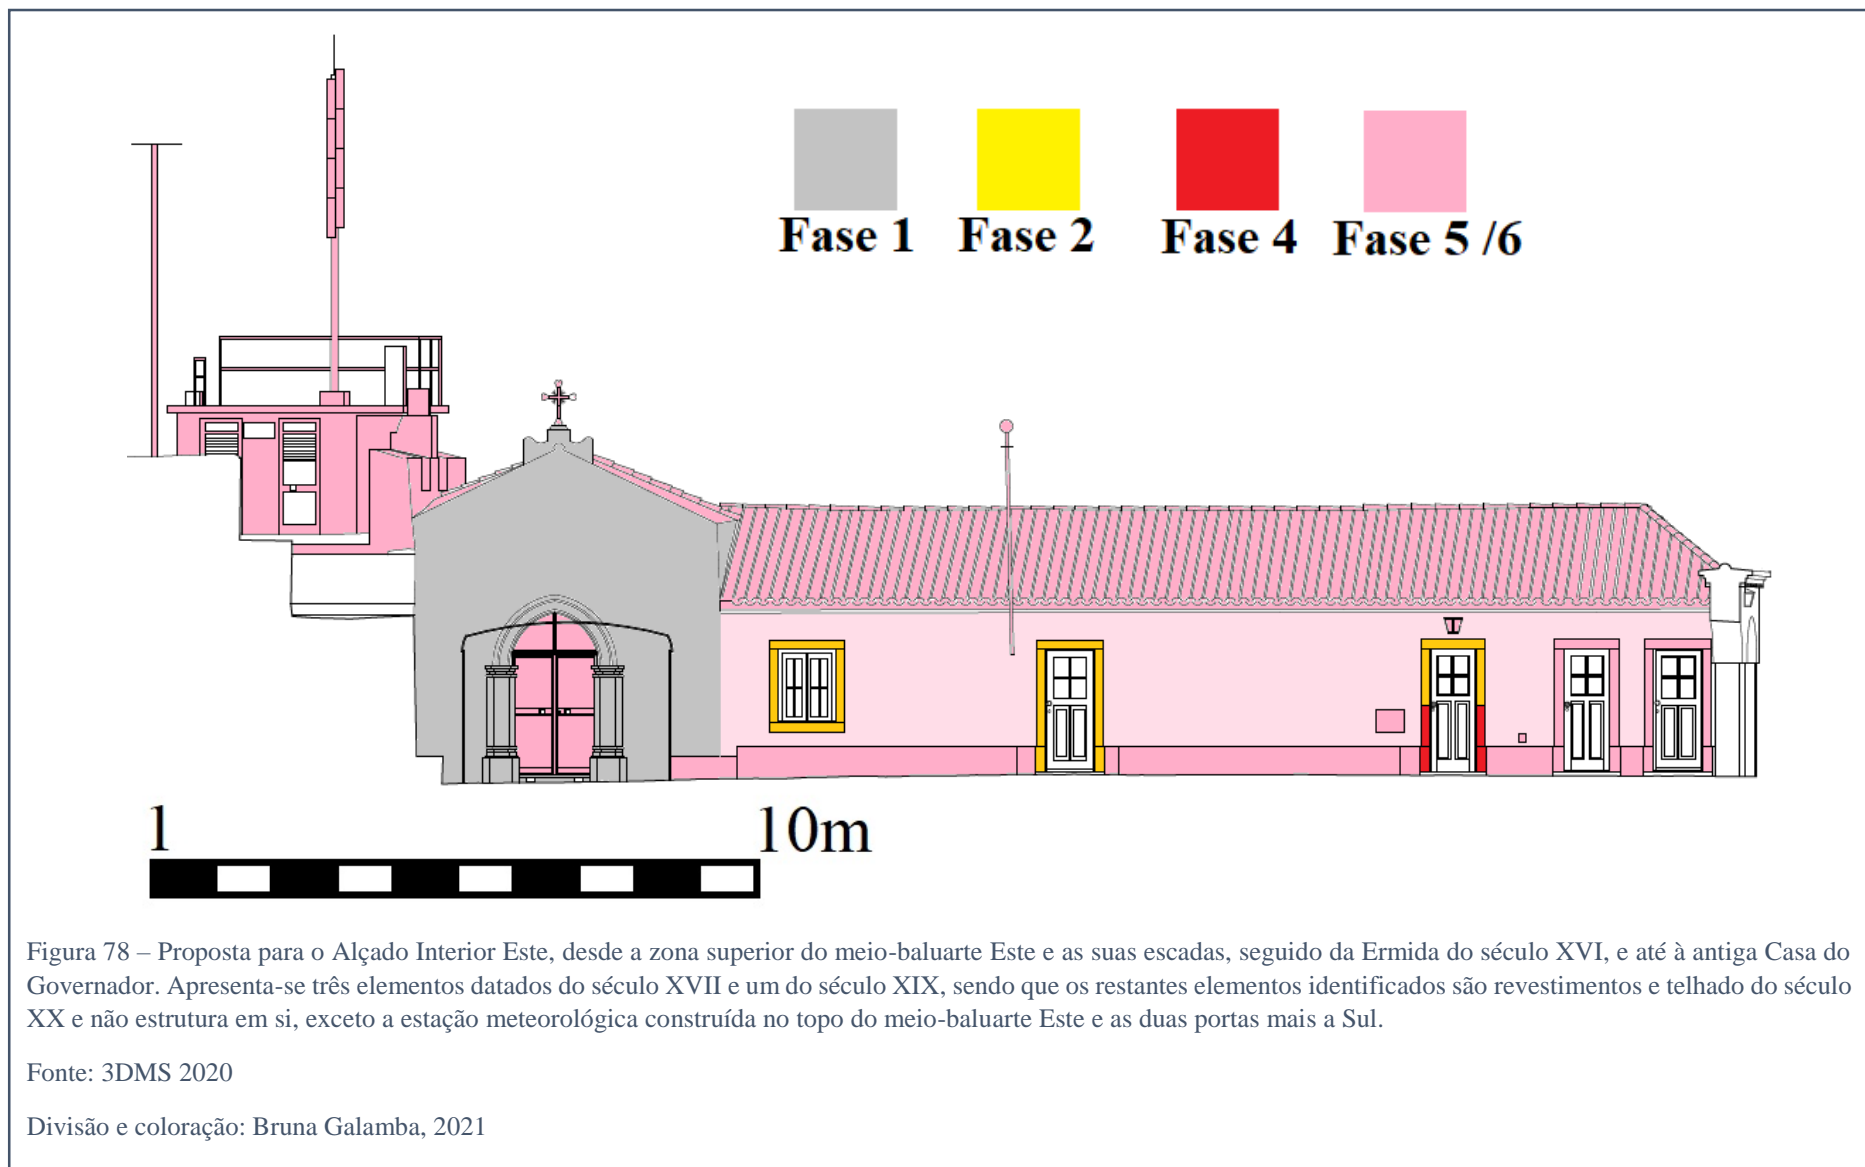 Fase 1 Fase 2 Fase 4 Fase 5 /6
1 10m
Figura 78 – Proposta para o Alçado Interior Este, desde a zona superior do meio-baluarte Este e as suas escadas, seguido da Ermida do século XVI, e até à antiga Casa do
Governador. Apresenta-se três elementos datados do século XVII e um do século XIX, sendo que os restantes elementos identificados são revestimentos e telhado do século
XX e não estrutura em si, exceto a estação meteorológica construída no topo do meio-baluarte Este e as duas portas mais a Sul.
Fonte: 3DMS 2020
Divisão e coloração: Bruna Galamba, 2021